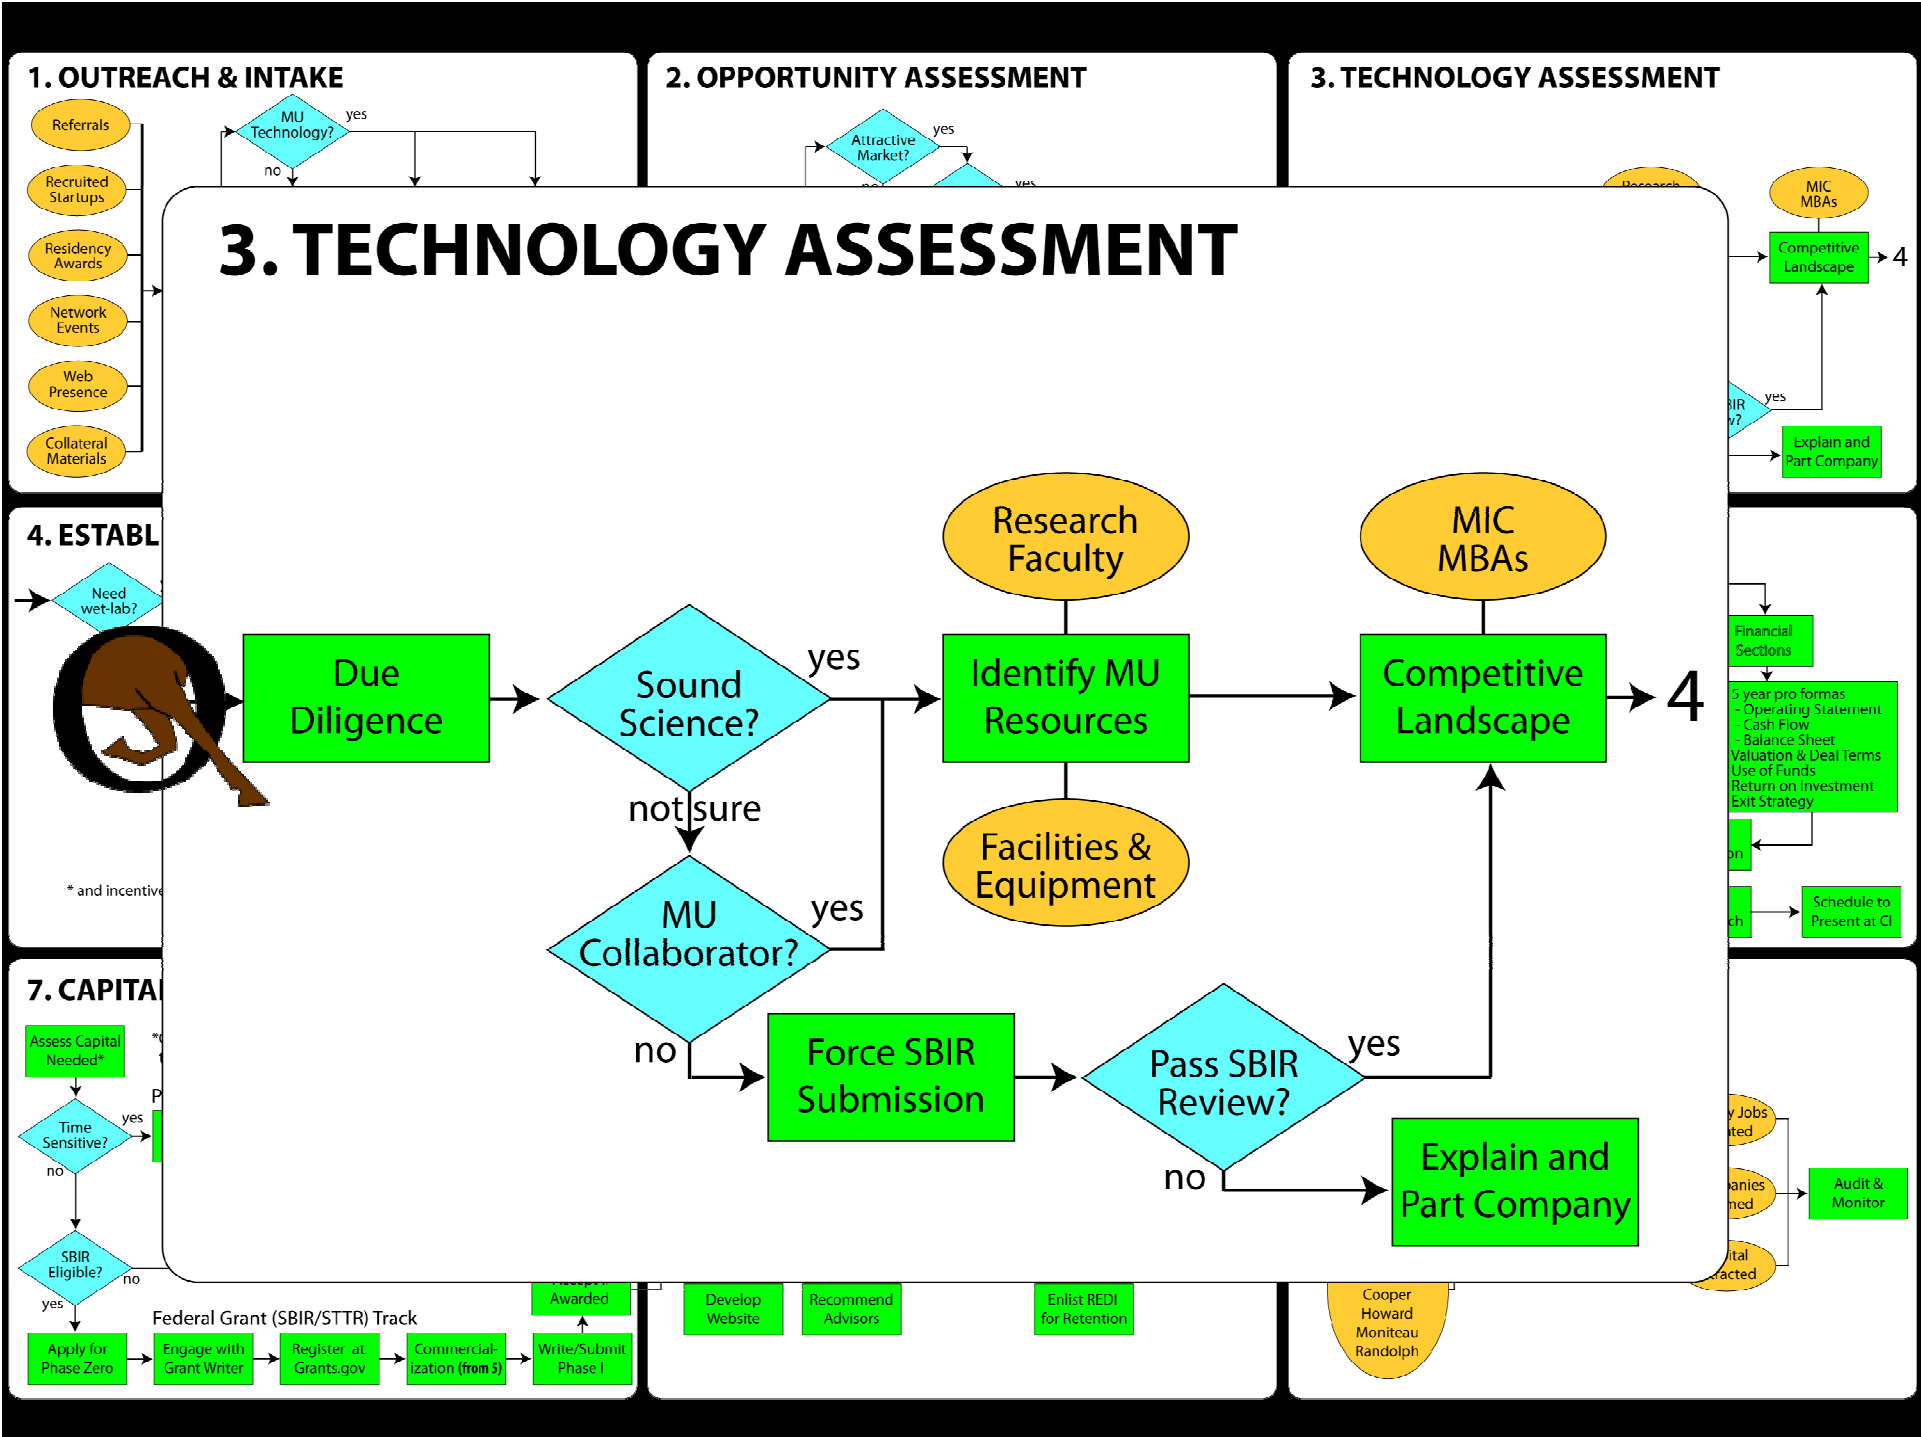 1. OUTREACH & INTAKE
Referrals
Recruited
Startups
Residency
Awards
Network
Events
Web
Presence
Collateral
Materials
MU
Technology?
yes
no
2. OPPORTUNITY ASSESSMENT
Attractive
Market?
yes
yes
3. TECHNOLOGY ASSESSMENT
Research
MIC
MBAs
Competitive
Landscape
4
yes
Explain and
Part Company
3. TECHNOLOGY ASSESSMENT
Research
Faculty
MIC
MBAs
Due
Diligence
Sound
Science?
yes
Identify MU
Resources
Competitive
Landscape
4
not sure
Facilities &
Equipment
MU
Collaborator?
yes
no
Force SBIR
Submission
Pass SBIR
Review?
yes
no
Explain and
Part Company
4. ESTABL
Need
wet-lab?
* and incentive
Financial
Sections
5 year pro formas
- Operating Statement
- Cash Flow
- Balance Sheet
Valuation & Deal Terms
Use of Funds
Return on Investment
Exit Strategy
Schedule to
Present at CI
7. CAPITA
Assess Capital
Needed*
Time
Sensitive?
yes
no
SBIR
Eligible?
no
yes
Federal Grant (SBIR/STTR) Track
Apply for
Phase Zero
Engage with
Grant Writer
Register at
Grants.gov
Commercial-
ization (from 5)
Write/Submit
Phase I
Awarded
Develop
Website
Recommend
Advisors
Enlist REDI
for Retention
Cooper
Howard
Moniteau
Randolph
Jobs
Audit &
Monitor